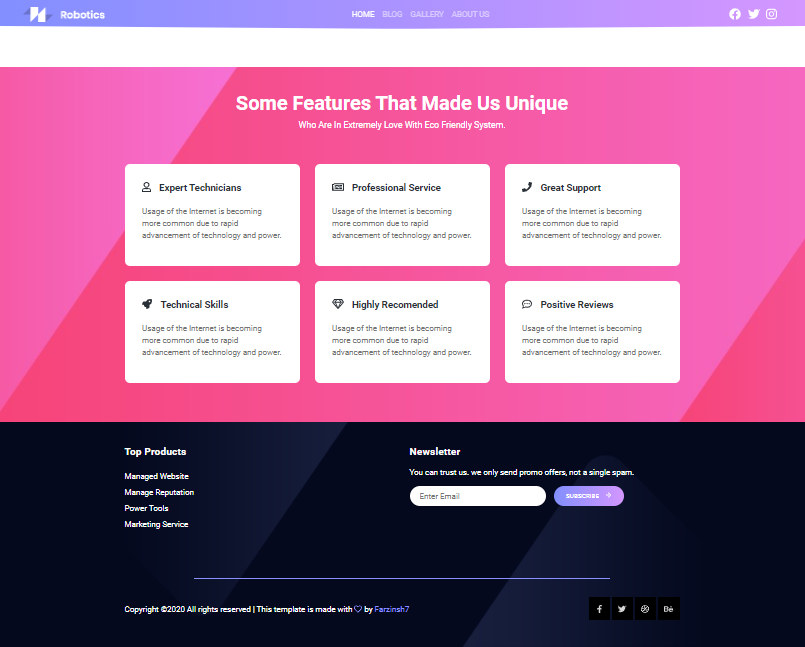 Robotics
HOME BLOG GALLERY ABOUT US
Some Features That Made Us Unique
Who Are In Extremely Love With Eco Friendly System.
Expert Technicians
Usage of the Internet is becoming
more common due to rapid
advancement of technology and power.
Professional Service
Usage of the Internet is becoming
more common due to rapid
advancement of technology and power.
Great Support
Usage of the Internet is becoming
more common due to rapid
advancement of technology and power.
Technical Skills
Usage of the Internet is becoming
more common due to rapid
advancement of technology and power.
Highly Recomended
Usage of the Internet is becoming
more common due to rapid
advancement of technology and power.
Positive Reviews
Usage of the Internet is becoming
more common due to rapid
advancement of technology and power.
Top Products
Managed Website
Manage Reputation
Power Tools
Marketing Service
Newsletter
You can trust us. we only send promo offers, not a single spam.
Enter Email
SUBSCRIBE
Copyright ©2020 All rights reserved | This template is made with ♡ by Farzinsh7